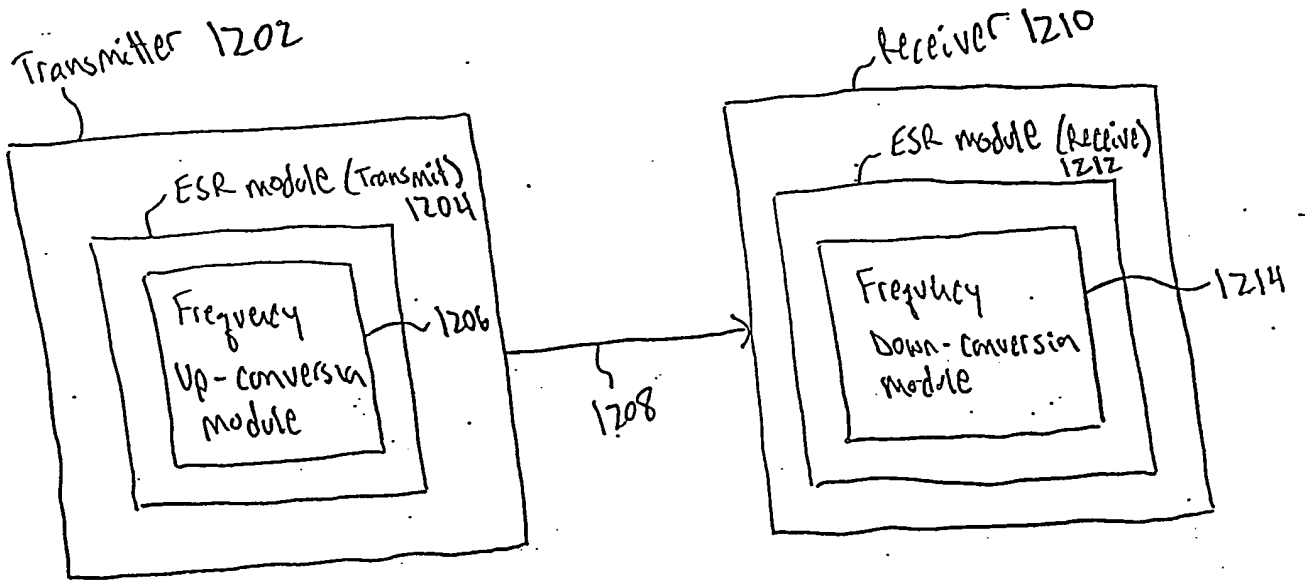 Transmitter 1202
ESR module (Transmit)
1204
Frequency
Up-conversion
module
1206
1208
Receiver 1210
ESR module (Receive)
1212
Frequency
Down-conversion
module
1214